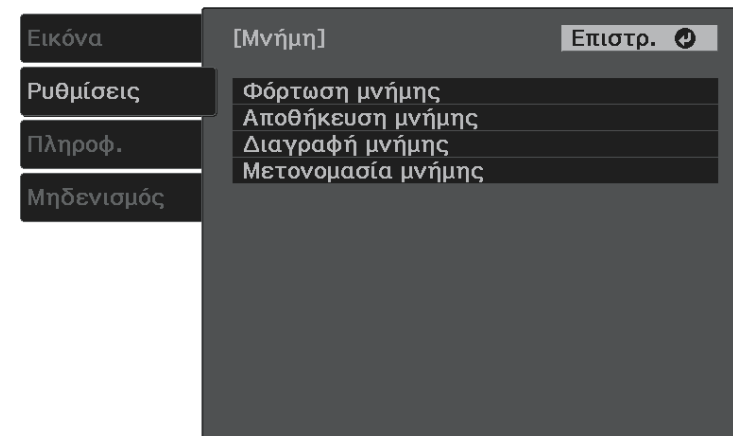 Εικόνα
Ρυθμίσεις
Πληροφ.
Μηδενισμός
[Μνήμη]
Επιστρ.
Φόρτωση μνήμης
Αποθήκευση μνήμης
Διαγραφή μνήμης
Μετονομασία μνήμης